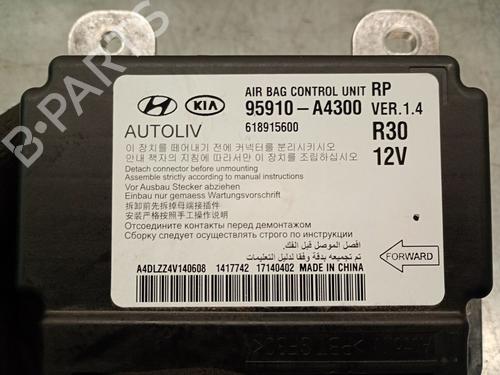 B-PARTS
AIR BAG CONTROL UNIT RP
HYUNDAI KIA 95910-A4300 VER.1.4
AUTOLIV 618915600 R30
이 장치를 떼어내기 전에 커넥터를 분리시키시오
안내 책자의 지침에 따라서만 이 장치를 조립하십시오 12V
Detach connector before unmounting
Assemble strictly according to manual instructions
Vor Ausbau Stecker abziehen
Einbau nur gemaess Wartungsvorschrift
拆卸前先拆掉母端接插件
安装严格按照手工操作说明
Отсоедините контакты перед демонтажом
Сборку следует осуществлять строго по инструкции
افصل الموصل قبل الفك.
تم تجميعه بدقة وفقا لدليل التعليمات
FORWARD
A4DLZZ4V140608 1417742 17140402 MADE IN CHINA